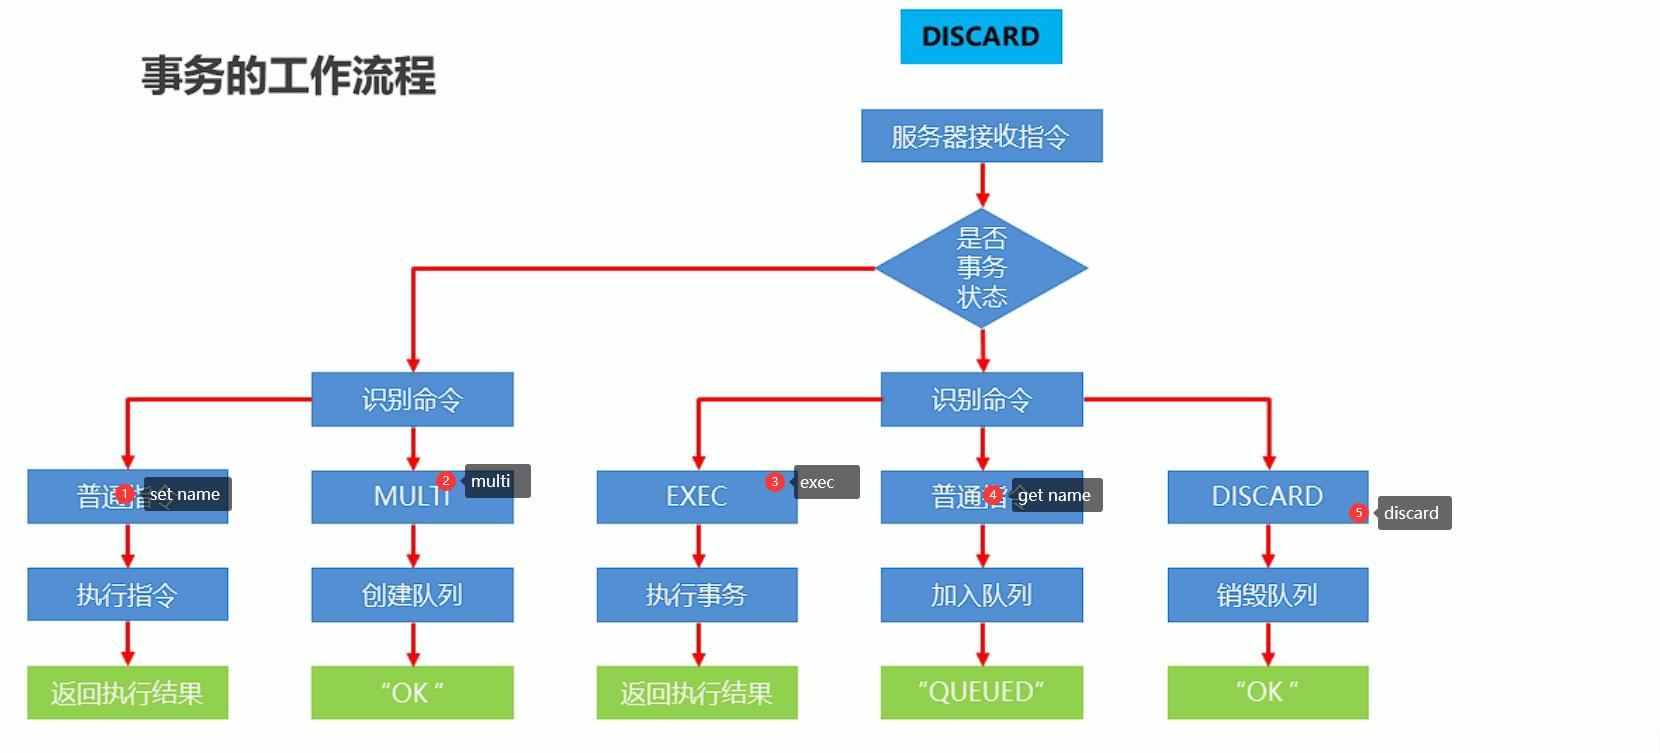 DISCARD
事务的工作流程
服务器接收指令
是否
事务
状态
识别命令
识别命令
普通指令
1
set name
MULTI
2
multi
EXEC
3
exec
普通指令
4
get name
DISCARD
5
discard
执行指令
创建队列
执行事务
加入队列
销毁队列
返回执行结果
“OK ”
返回执行结果
“QUEUED”
“OK ”